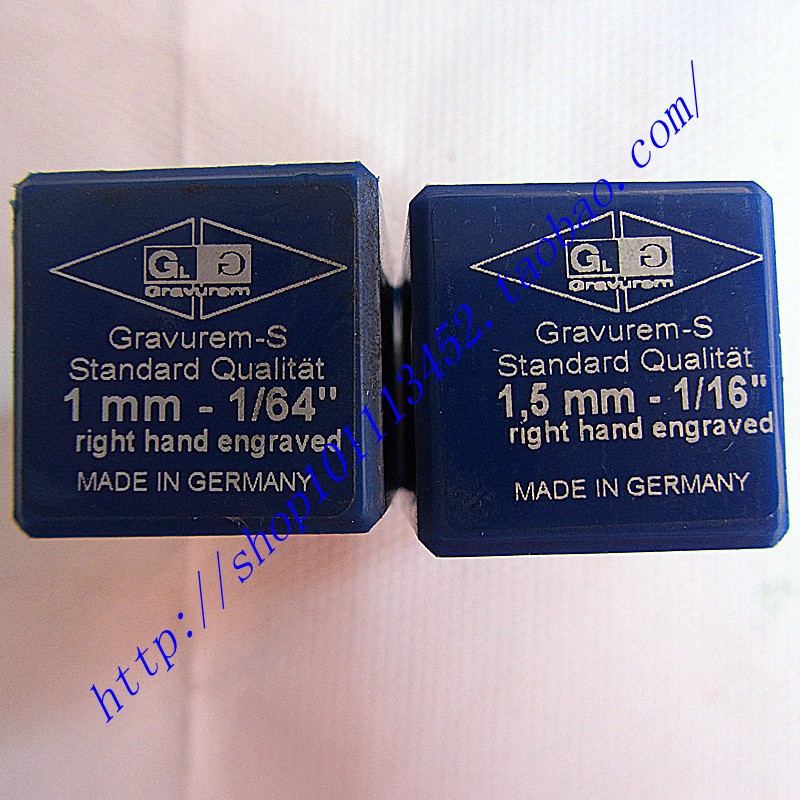 GL G
Gravurem
Gravurem-S
Standard Qualität
1 mm - 1/64"
right hand engraved
MADE IN GERMANY
GL G
Gravurem
Gravurem-S
Standard Qualität
1,5 mm - 1/16"
right hand engraved
MADE IN GERMANY
http://shop101113452.taobao.com/